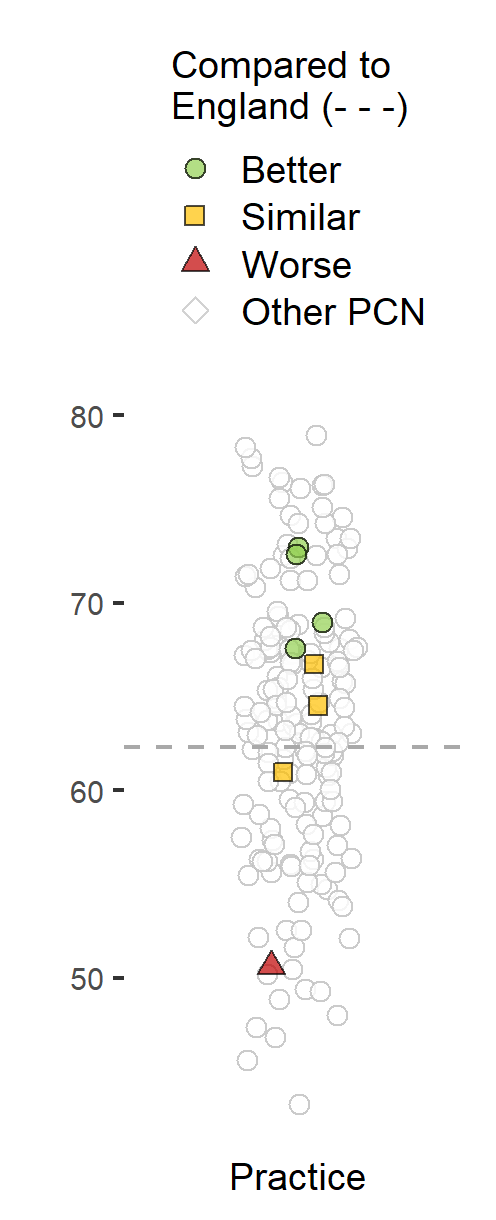 Compared to
England (- - -)
Better
Similar
Worse
Other PCN
80
70
60
50
Practice